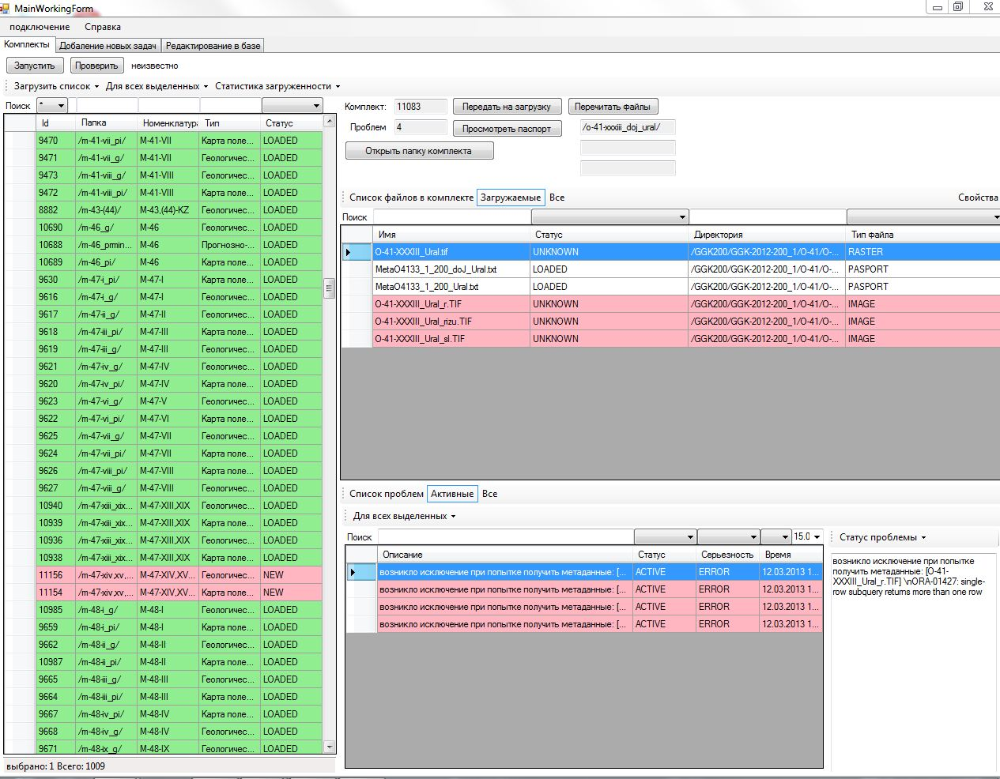 MainWorkingForm
подключение Справка
Комплекты Добаление новых задач Редактирование в базе
Запустить Проверить неизвестно
Загрузить список Для всех выделенных Статистика загруженности
Поиск *
Id Папка Номенклатура Тип Статус
9470 /m-41-vii_pi/ M-41-VII Карта поле... LOADED
9471 /m-41-vii_g/ M-41-VII Геологичес... LOADED
9473 /m-41-viii_g/ M-41-VIII Геологичес... LOADED
9472 /m-41-viii_pi/ M-41-VIII Карта поле... LOADED
8882 /m-43-(44)/ M-43,(44)-KZ Геологичес... LOADED
10690 /m-46_g/ M-46 Геологичес... LOADED
10688 /m-46_prmin... M-46 Прогнозно-... LOADED
10689 /m-46_pi/ M-46 Карта поле... LOADED
9630 /m-47-i_pi/ M-47-I Карта поле... LOADED
9616 /m-47-i_g/ M-47-I Геологичес... LOADED
9617 /m-47-ii_g/ M-47-II Геологичес... LOADED
9618 /m-47-iii_pi/ M-47-III Карта поле... LOADED
9619 /m-47-iii_g/ M-47-III Геологичес... LOADED
9621 /m-47-iv_g/ M-47-IV Геологичес... LOADED
9620 /m-47-iv_pi/ M-47-IV Карта поле... LOADED
9623 /m-47-vi_g/ M-47-V Геологичес... LOADED
9622 /m-47-vi_pi/ M-47-VI Карта поле... LOADED
9625 /m-47-vii_g/ M-47-VII Геологичес... LOADED
9624 /m-47-vii_pi/ M-47-VII Карта поле... LOADED
9626 /m-47-viii_pi/ M-47-VIII Карта поле... LOADED
9627 /m-47-viii_g/ M-47-VIII Геологичес... LOADED
10940 /m-47-xiii_xix... M-47-XIII,XIX Геологичес... LOADED
10939 /m-47-xiii_xix... M-47-XIII,XIX Карта поле... LOADED
10936 /m-47-xiii_xix... M-47-XIII,XIX Геологичес... LOADED
10938 /m-47-xiii_xix... M-47-XIII,XIX Карта поле... LOADED
11156 /m-47-xiv,xv,... M-47-XIV,XV... Геологичес... NEW
11154 /m-47-xiv,xv,... M-47-XIV,XV... Карта поле... NEW
10985 /m-48-i_g/ M-48-I Геологичес... LOADED
9659 /m-48-i_pi/ M-48-I Карта поле... LOADED
9662 /m-48-ii_g/ M-48-II Геологичес... LOADED
10987 /m-48-ii_pi/ M-48-II Карта поле... LOADED
9665 /m-48-iii_g/ M-48-III Геологичес... LOADED
9664 /m-48-iii_pi/ M-48-III Карта поле... LOADED
9667 /m-48-iv_pi/ M-48-IV Карта поле... LOADED
9668 /m-48-iv_g/ M-48-IV Геологичес... LOADED
9671 /m-48-ix_g/ M-48-IX Геологичес... LOADED
выбрано: 1 Всего: 1009
Комплект: 11083 Передать на загрузку Перечитать файлы
Проблем 4 Просмотреть паспорт /o-41-xxxiii_doj_ural/
Открыть папку комплекта
Список файлов в комплекте Загружаемые Все Свойства
Поиск
Имя Статус Директория Тип файла
O-41-XXXIII_Ural.tif UNKNOWN /GGK200/GGK-2012-200_1/O-41/O-... RASTER
MetaO4133_1_200_doJ_Ural.txt LOADED /GGK200/GGK-2012-200_1/O-41/O-... PASPORT
MetaO4133_1_200_Ural.txt LOADED /GGK200/GGK-2012-200_1/O-41/O-... PASPORT
O-41-XXXIII_Ural_r.TIF UNKNOWN /GGK200/GGK-2012-200_1/O-41/O-... IMAGE
O-41-XXXIII_Ural_rizu.TIF UNKNOWN /GGK200/GGK-2012-200_1/O-41/O-... IMAGE
O-41-XXXIII_Ural_sl.TIF UNKNOWN /GGK200/GGK-2012-200_1/O-41/O-... IMAGE
Список проблем Активные Все
Для всех выделенных
Поиск 15.0
Описание Статус Серьезность Время
возникло исключение при попытке получить метаданные: [... ACTIVE ERROR 12.03.2013 1...
возникло исключение при попытке получить метаданные: [... ACTIVE ERROR 12.03.2013 1...
возникло исключение при попытке получить метаданные: [... ACTIVE ERROR 12.03.2013 1...
возникло исключение при попытке получить метаданные: [... ACTIVE ERROR 12.03.2013 1...
Статус проблемы
возникло исключение при попытке
получить метаданные: [O-41-
XXXIII_Ural_r.TIF] \nORA-01427: single-
row subquery returns more than one row